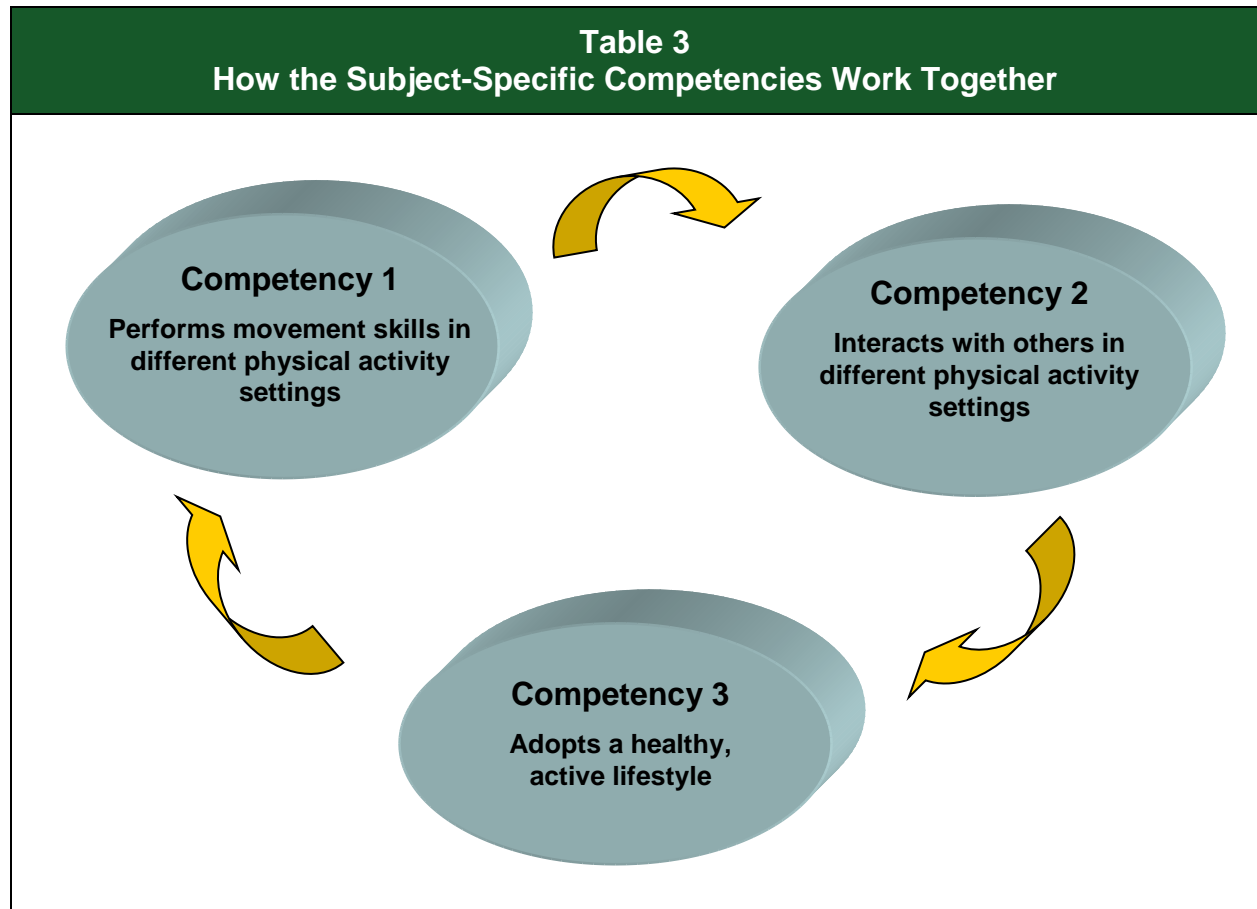 Table 3
How the Subject-Specific Competencies Work Together
Competency 1
Performs movement skills in
different physical activity
settings
Competency 2
Interacts with others in
different physical activity
settings
Competency 3
Adopts a healthy,
active lifestyle